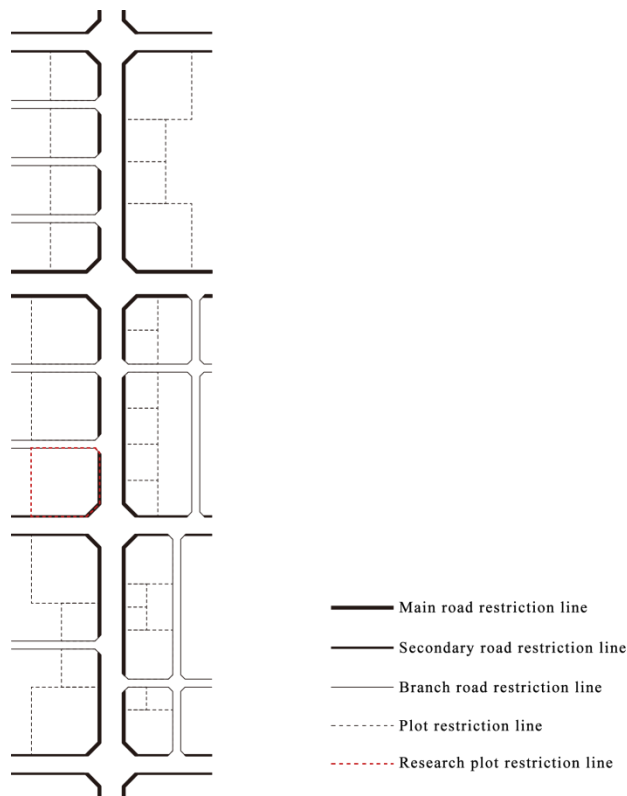 Main road restriction line
Secondary road restriction line
Branch road restriction line
Plot restriction line
Research plot restriction line